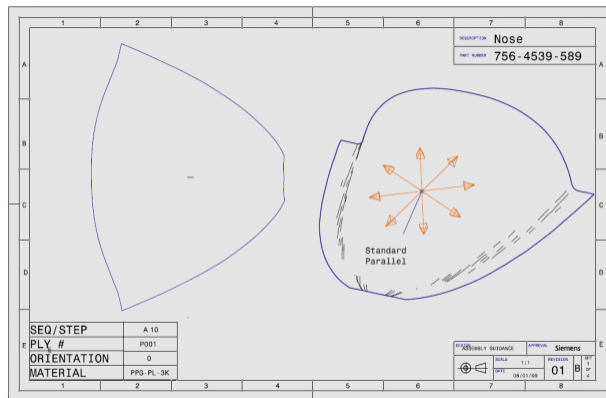 1 2 3 4 5 6 7 8
DESCRIPTION Nose
PART NUMBER 756-4539-589
A A
B B
C C
D D
E E
Standard
Parallel
SEQ/STEP A 10
PLY # P001
ORIENTATION 0
MATERIAL PPG-PL-3K
DESIGN ASSEMBLY GUIDANCE APPROVAL Siemens
SCALE 1:1 REVISION 01 B
DATE 08/01/09
1 2 3 4 5 6 7 8